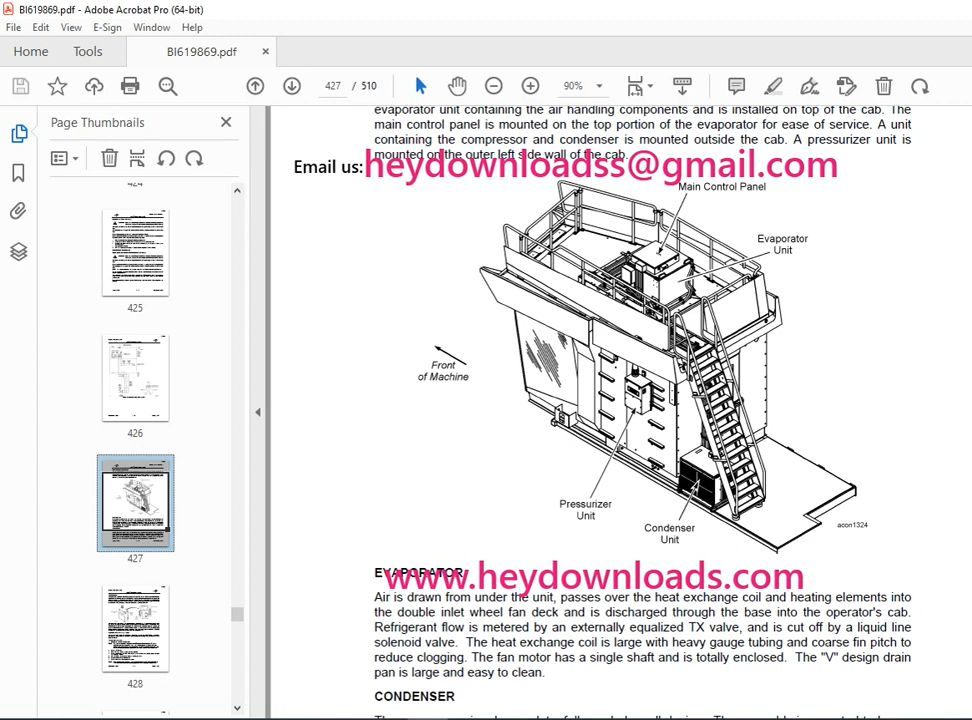 BI619869.pdf - Adobe Acrobat Pro (64-bit)
File Edit View E-Sign Window Help
Home Tools BI619869.pdf ×
427 / 510 90%
Page Thumbnails
424
425
426
427
428
evaporator unit containing the air handling components and is installed on top of the cab. The
main control panel is mounted on the top portion of the evaporator for ease of service. A unit
containing the compressor and condenser is mounted outside the cab. A pressurizer unit is
mounted on the outer left side wall of the cab.
Email us: heydownloadss@gmail.com
Main Control Panel
Evaporator
Unit
Front
of Machine
Pressurizer
Unit
Condenser
Unit
acon1324
EVAPORATOR
www.heydownloads.com
Air is drawn from under the unit, passes over the heat exchange coil and heating elements into
the double inlet wheel fan deck and is discharged through the base into the operator's cab.
Refrigerant flow is metered by an externally equalized TX valve, and is cut off by a liquid line
solenoid valve. The heat exchange coil is large with heavy gauge tubing and coarse fin pitch to
reduce clogging. The fan motor has a single shaft and is totally enclosed. The "V" design drain
pan is large and easy to clean.
CONDENSER